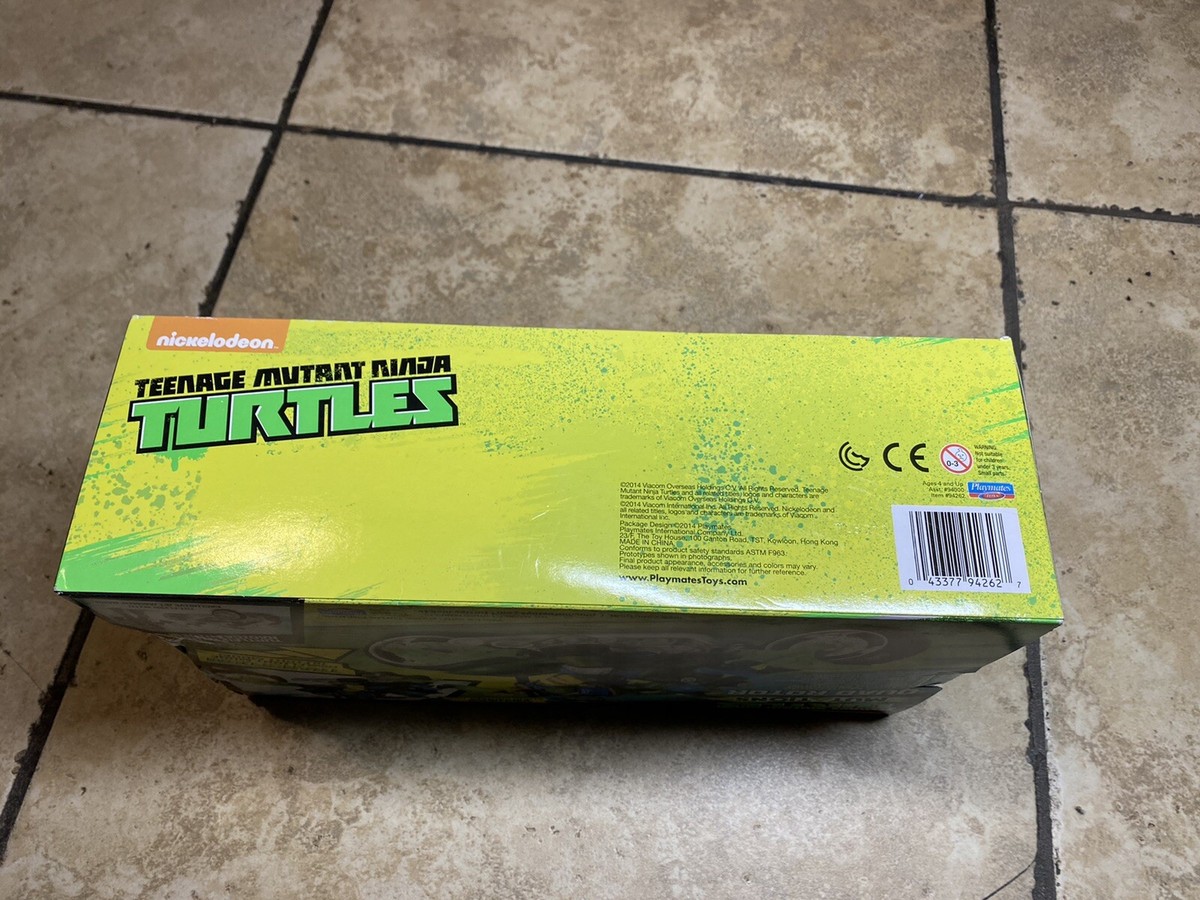 nickelodeon
TEENAGE MUTANT NINJA
TURTLES
0-3
WARNING:
Not suitable
for children
under 3 years.
Small parts.
Ages 4 and Up
Asst. #94000
Item #94262
Playmates
©2014 Viacom Overseas Holdings C.V. All Rights Reserved. Teenage
Mutant Ninja Turtles and all related titles, logos and characters are
trademarks of Viacom Overseas Holdings C.V.
©2014 Viacom International Inc. All Rights Reserved. Nickelodeon and
all related titles, logos and characters are trademarks of Viacom
International Inc.
Package Design ©2014 Playmates
Playmates International Company Ltd.
23/F, The Toy House, 100 Canton Road, TST, Kowloon, Hong Kong
MADE IN CHINA
Conforms to product safety standards ASTM F963.
Prototypes shown in photographs.
Final product appearance, accessories and colors may vary.
Please keep all relevant information for further reference.
www.PlaymatesToys.com
0 43377 94262 7
QUAD ROTOR